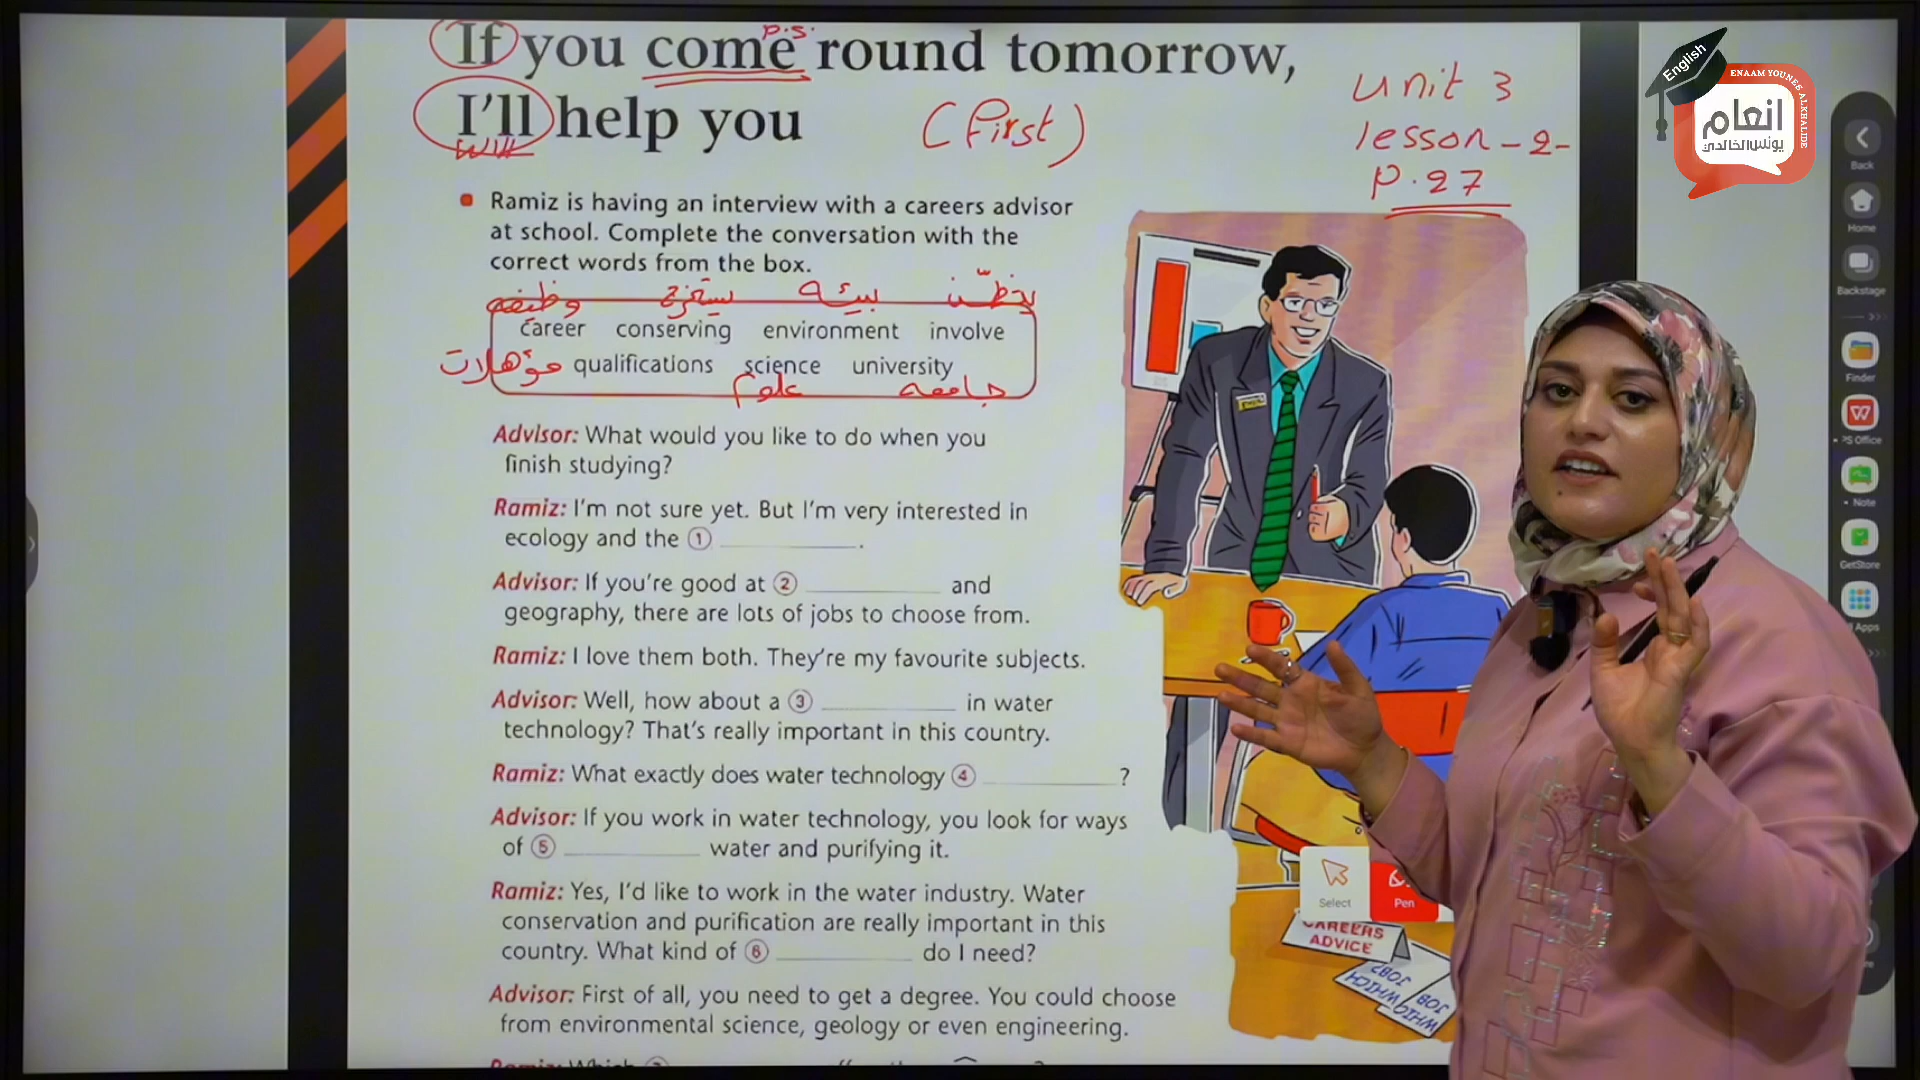 If you come round tomorrow,
p.s.
I'll help you
will
(first)
unit 3
lesson -2-
p.27
Ramiz is having an interview with a careers advisor
at school. Complete the conversation with the
correct words from the box.
وظيفه بيئه
career conserving environment involve
مؤهلات qualifications science university
علوم جامعه
Advisor: What would you like to do when you
finish studying?
Ramiz: I'm not sure yet. But I'm very interested in
ecology and the ① ____________.
Advisor: If you're good at ② ____________ and
geography, there are lots of jobs to choose from.
Ramiz: I love them both. They're my favourite subjects.
Advisor: Well, how about a ③ ____________ in water
technology? That's really important in this country.
Ramiz: What exactly does water technology ④ ____________ ?
Advisor: If you work in water technology, you look for ways
of ⑤ ____________ water and purifying it.
Ramiz: Yes, I'd like to work in the water industry. Water
conservation and purification are really important in this
country. What kind of ⑥ ____________ do I need?
Advisor: First of all, you need to get a degree. You could choose
from environmental science, geology or even engineering.
CAREERS
ADVICE
WHICH
JOB?
WHICH
JOB
Select
Pen
English
ENAAM YOUNES ALKHALIDE
انعام
يونس الخالدي
Back
Home
Backstage
Finder
PS Office
Note
GetStore
Apps